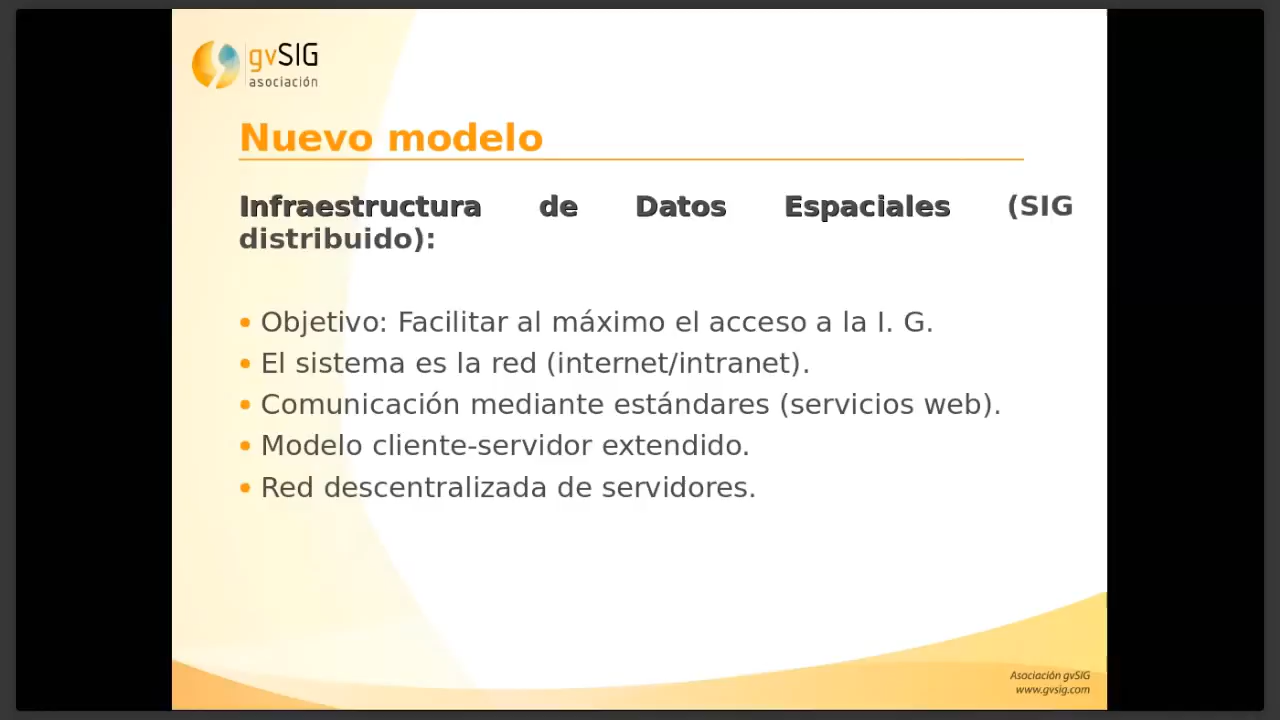 gvSIG
asociación
Nuevo modelo
Infraestructura de Datos Espaciales (SIG
distribuido):
• Objetivo: Facilitar al máximo el acceso a la I. G.
• El sistema es la red (internet/intranet).
• Comunicación mediante estándares (servicios web).
• Modelo cliente-servidor extendido.
• Red descentralizada de servidores.
Asociación gvSIG
www.gvsig.com